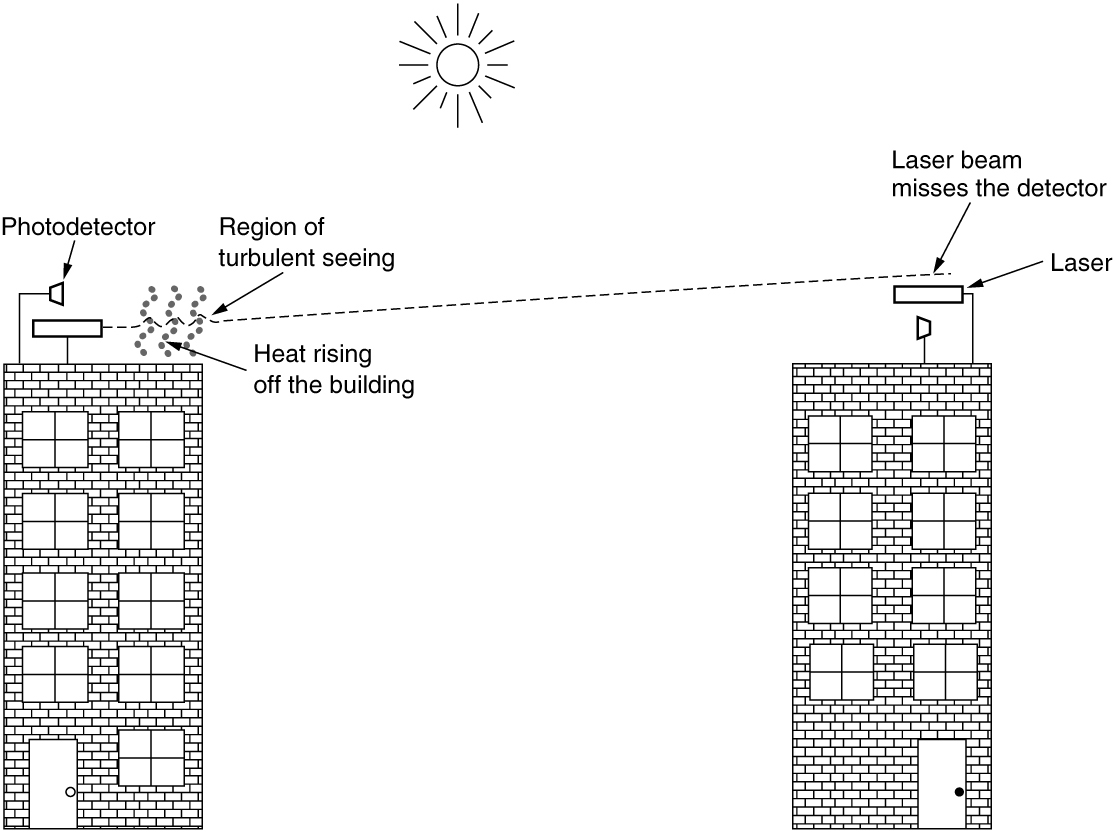 Laser beam
misses the detector
Photodetector
Region of
turbulent seeing
Laser
Heat rising
off the building